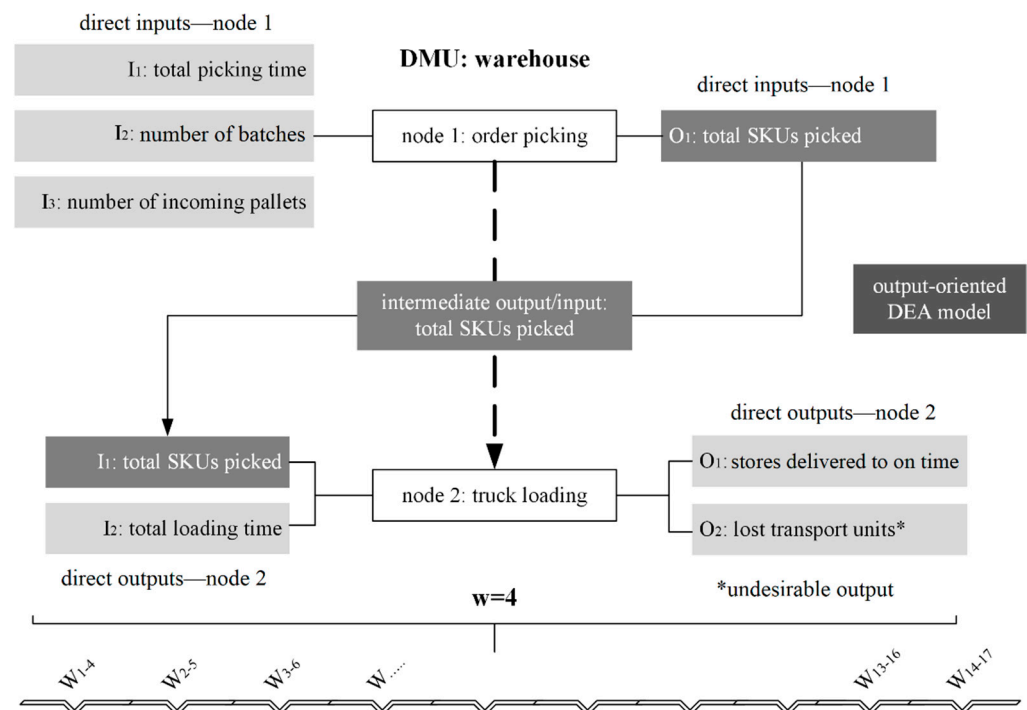 direct inputs—node 1
DMU: warehouse
direct inputs—node 1
I1: total picking time
I2: number of batches
node 1: order picking
O1: total SKUs picked
I3: number of incoming pallets
intermediate output/input:
total SKUs picked
output-oriented
DEA model
direct outputs—node 2
I1: total SKUs picked
O1: stores delivered to on time
node 2: truck loading
I2: total loading time
O2: lost transport units*
direct outputs—node 2
*undesirable output
w=4
W1-4
W2-5
W3-6
W.....
W13-16
W14-17